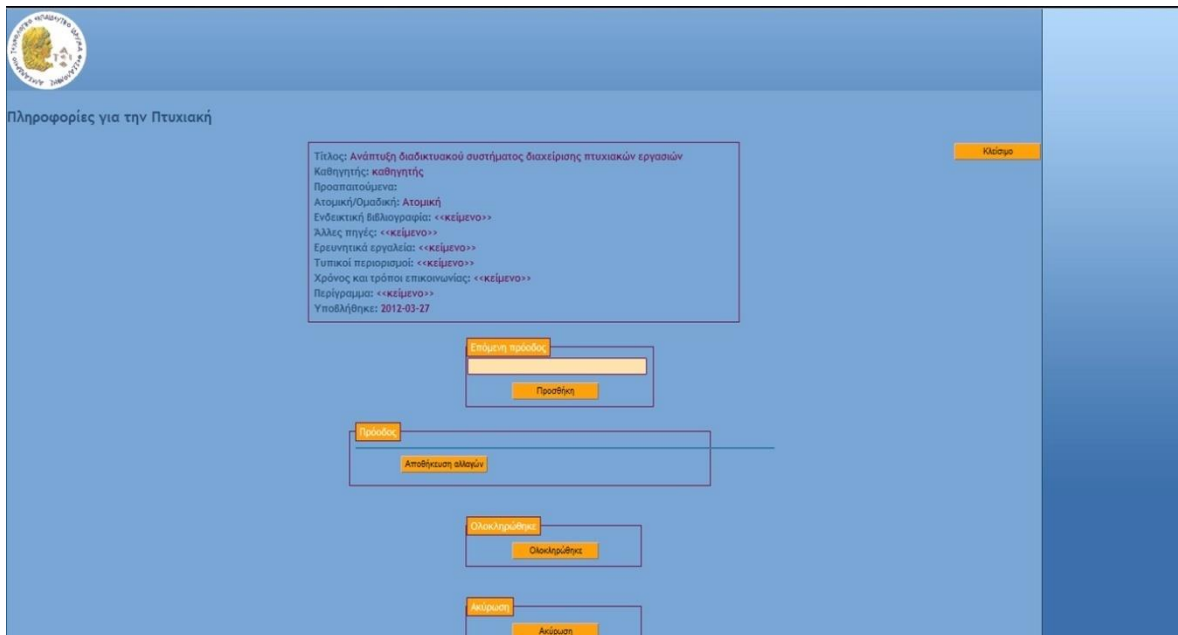 Πληροφορίες για την Πτυχιακή
Κλείσιμο
Τίτλος: Ανάπτυξη διαδικτυακού συστήματος διαχείρισης πτυχιακών εργασιών
Καθηγητής: καθηγητής
Προαπαιτούμενα:
Ατομική/Ομαδική: Ατομική
Ενδεικτική βιβλιογραφία: <<κείμενο>>
Άλλες πηγές: <<κείμενο>>
Ερευνητικά εργαλεία: <<κείμενο>>
Τυπικοί περιορισμοί: <<κείμενο>>
Χρόνος και τρόποι επικοινωνίας: <<κείμενο>>
Περίγραμμα: <<κείμενο>>
Υποβλήθηκε: 2012-03-27
Επόμενη πρόοδος
Προσθήκη
Πρόοδος
Αποθήκευση αλλαγών
Ολοκληρώθηκε
Ολοκληρώθηκε
Ακύρωση
Ακύρωση